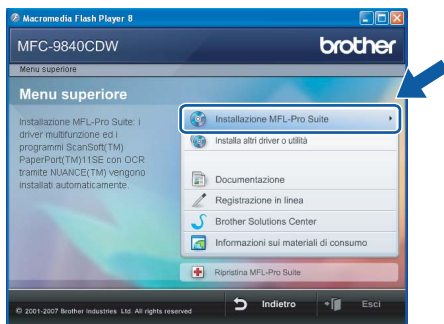 Macromedia Flash Player 8
MFC-9840CDW
brother
Menu superiore
Menu superiore
Installazione MFL-Pro Suite: i
driver multifunzione ed i
programmi ScanSoft(TM)
PaperPort(TM)11SE con OCR
tramite NUANCE(TM) vengono
installati automaticamente.
Installazione MFL-Pro Suite
Installa altri driver o utilità
Documentazione
Registrazione in linea
Brother Solutions Center
Informazioni sui materiali di consumo
Ripristina MFL-Pro Suite
© 2001-2007 Brother Industries Ltd. All rights reserved
Indietro
Esci